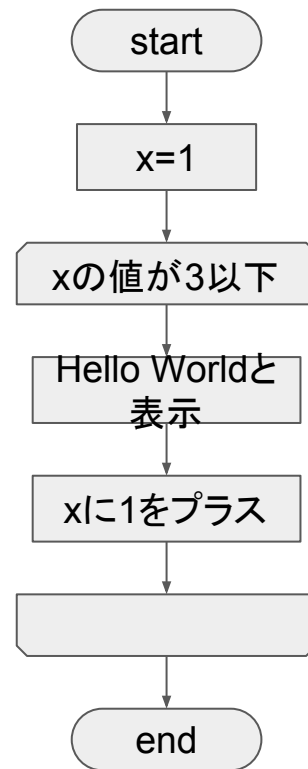 start
x=1
xの値が3以下
Hello Worldと
表示
xに1をプラス
end